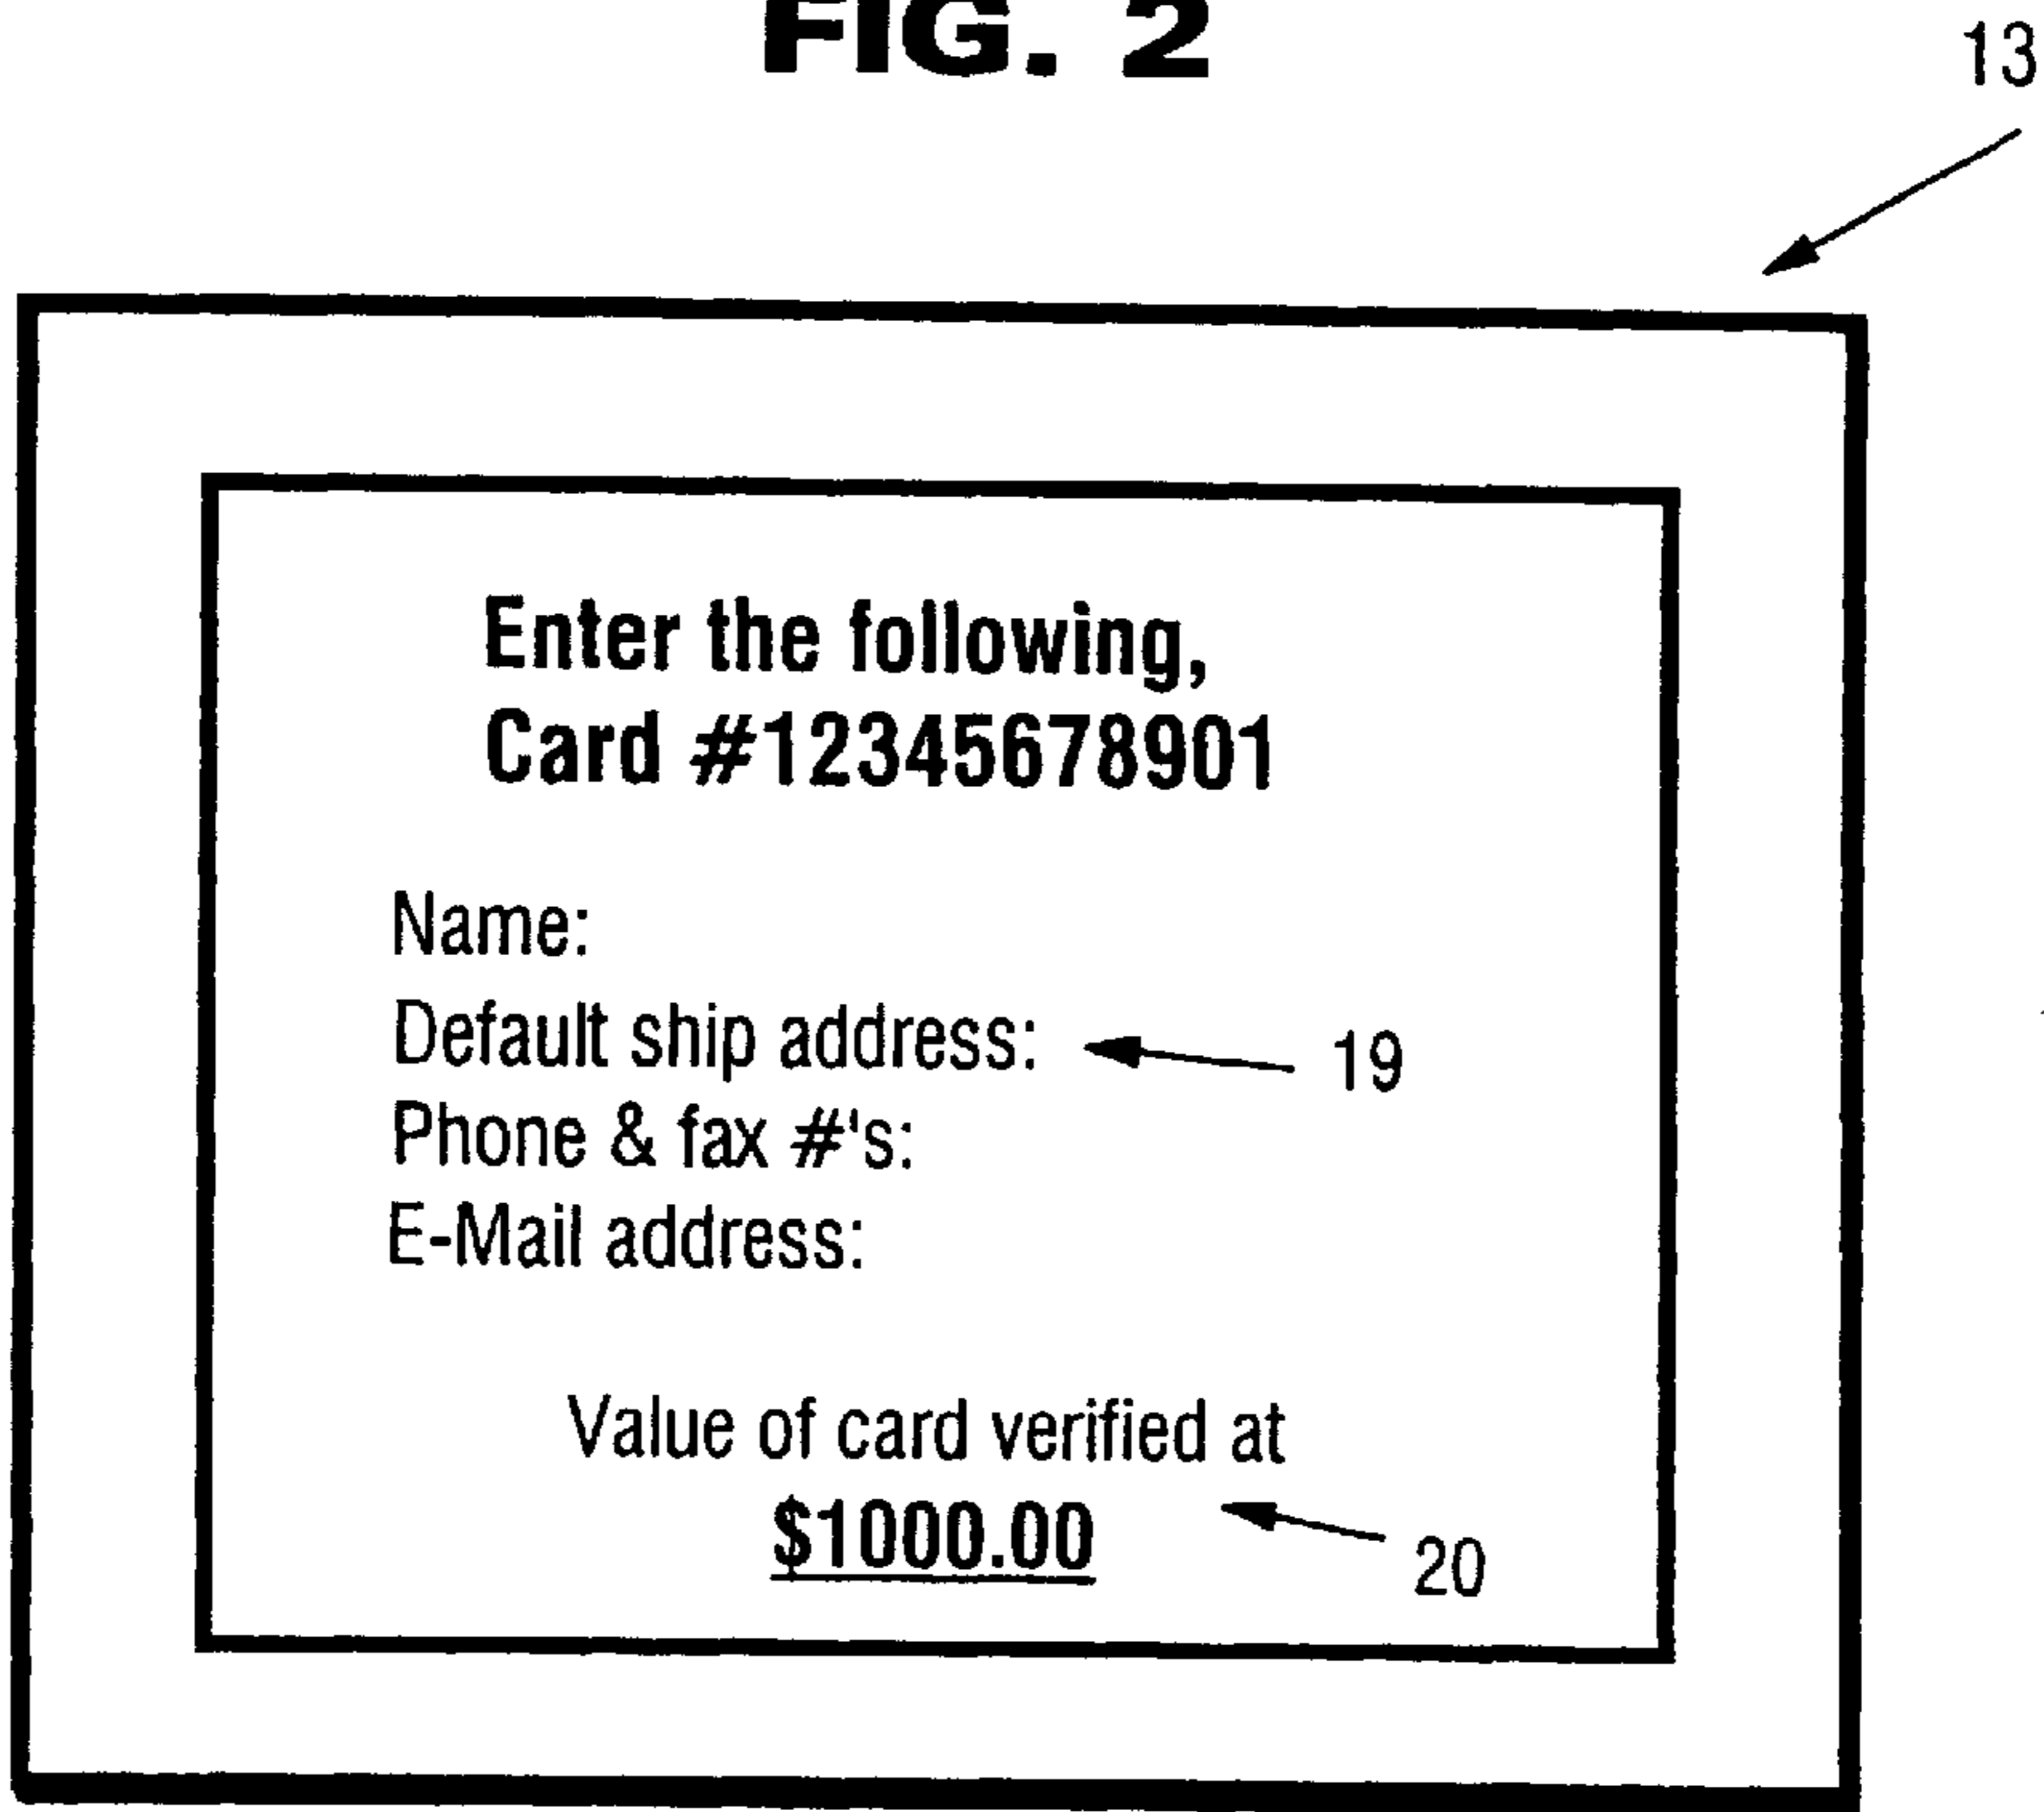 FIG. 2
13
Enter the following,
Card #12345678901
Name:
Default ship address:
19
Phone & fax #'s:
E-Mail address:
Value of card verified at
$1000.00
20